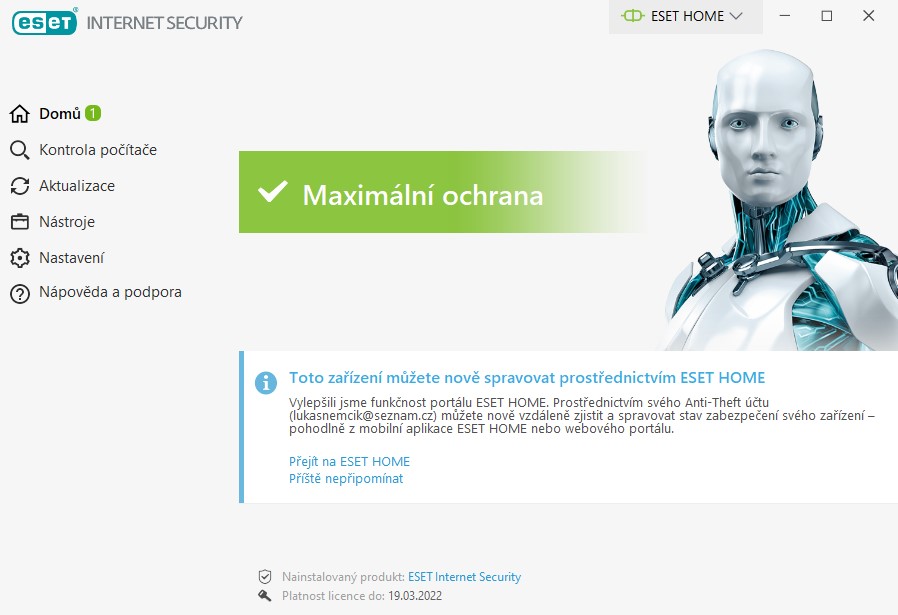 eset INTERNET SECURITY
ESET HOME
Domů 1
Kontrola počítače
Aktualizace
Nástroje
Nastavení
Nápověda a podpora
Maximální ochrana
Toto zařízení můžete nově spravovat prostřednictvím ESET HOME
Vylepšili jsme funkčnost portálu ESET HOME. Prostřednictvím svého Anti-Theft účtu
(lukasnemcik@seznam.cz) můžete nově vzdáleně zjistit a spravovat stav zabezpečení svého zařízení –
pohodlně z mobilní aplikace ESET HOME nebo webového portálu.
Přejít na ESET HOME
Příště nepřipomínat
Nainstalovaný produkt: ESET Internet Security
Platnost licence do: 19.03.2022